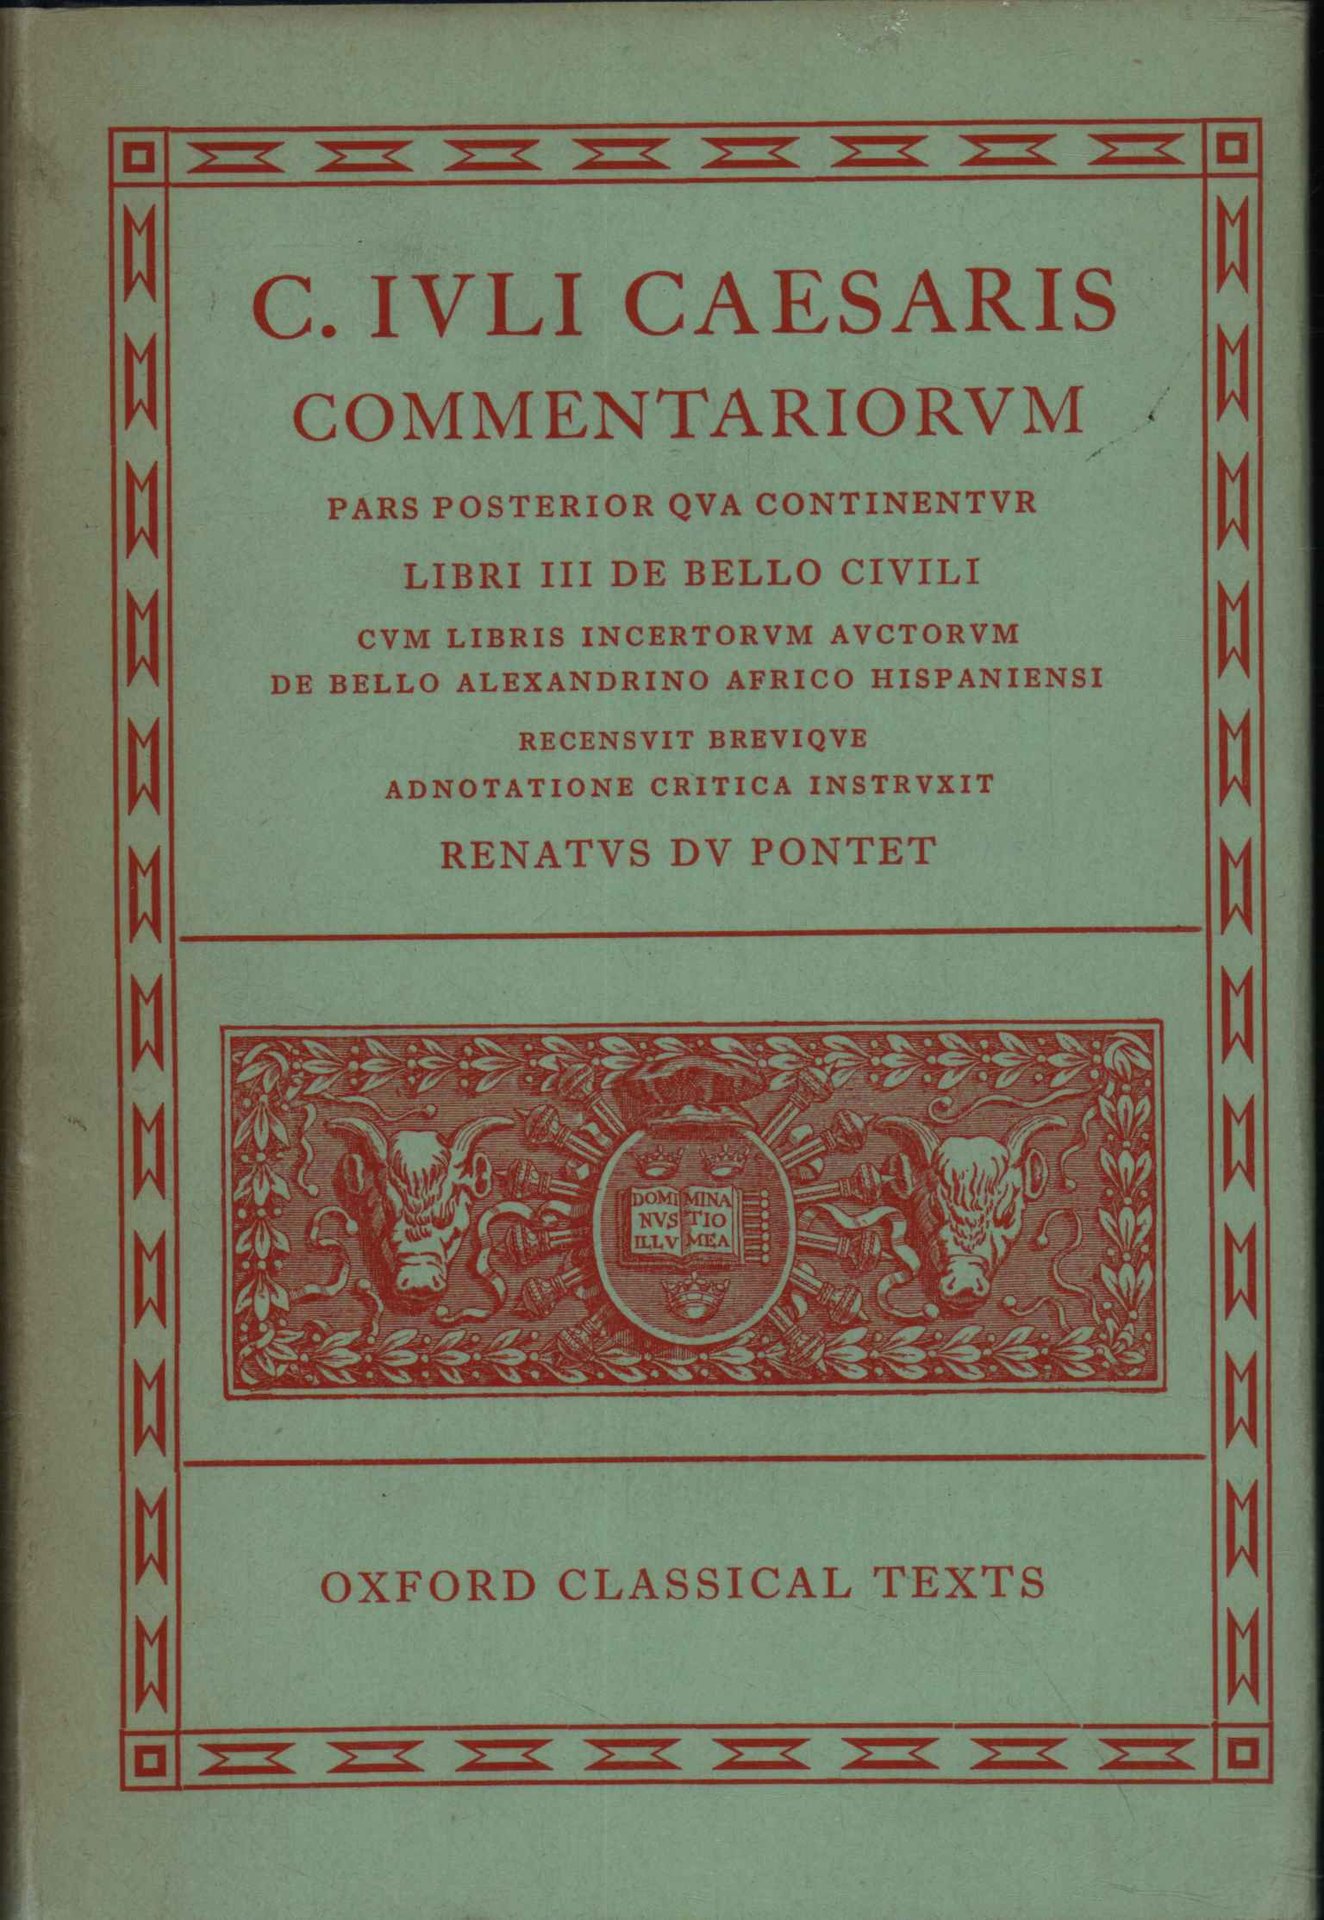 C. IVLI CAESARIS
COMMENTARIORVM
PARS POSTERIOR QVA CONTINENTVR
LIBRI III DE BELLO CIVILI
CVM LIBRIS INCERTORVM AVCTORVM
DE BELLO ALEXANDRINO AFRICO HISPANIENSI
RECENSVIT BREVIQVE
ADNOTATIONE CRITICA INSTRVXIT
RENATVS DV PONTET
DOMI MINA
NVS TIO
ILLV MEA
OXFORD CLASSICAL TEXTS